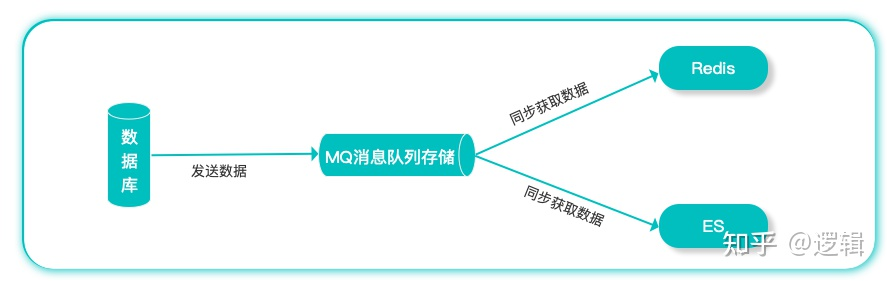 Redis
同步获取数据
数据库
MQ消息队列存储
发送数据
同步获取数据
ES
知乎 @逻辑